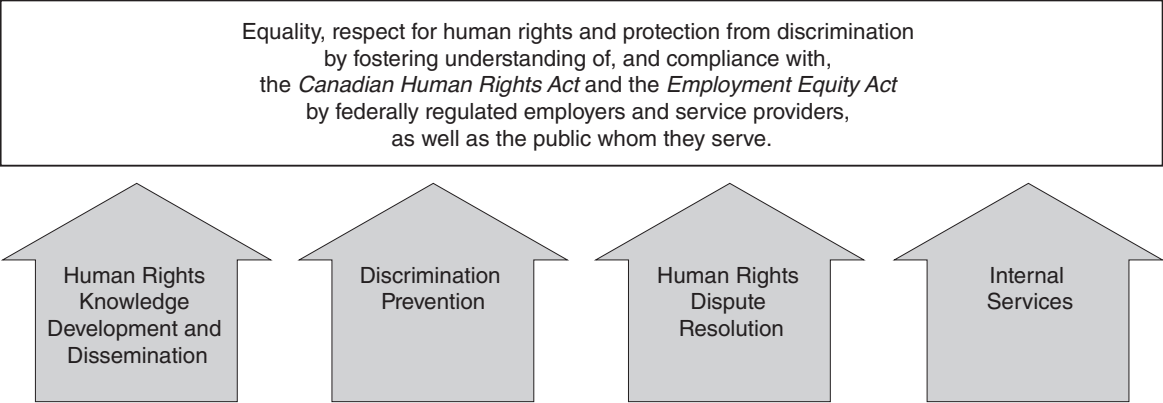 Equality, respect for human rights and protection from discrimination
by fostering understanding of, and compliance with,
the Canadian Human Rights Act and the Employment Equity Act
by federally regulated employers and service providers,
as well as the public whom they serve.
Human Rights
Knowledge
Development and
Dissemination
Discrimination
Prevention
Human Rights
Dispute
Resolution
Internal
Services